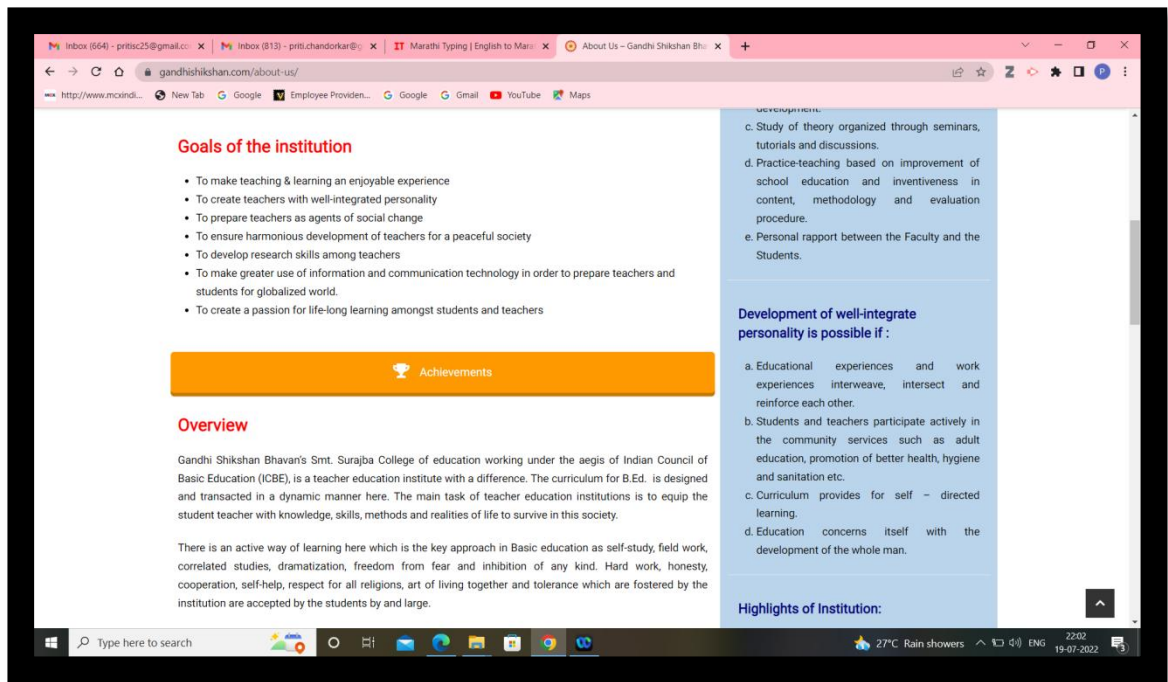 Inbox (664) - pritisc25@gmail.co
Inbox (813) - priti.chandorkar@g
IT Marathi Typing | English to Mara
About Us – Gandhi Shikshan Bha
gandhishikshan.com/about-us/
http://www.mcxindi...
New Tab
Google
Employee Providen...
Google
Gmail
YouTube
Maps
Goals of the institution
• To make teaching & learning an enjoyable experience
• To create teachers with well-integrated personality
• To prepare teachers as agents of social change
• To ensure harmonious development of teachers for a peaceful society
• To develop research skills among teachers
• To make greater use of information and communication technology in order to prepare teachers and
students for globalized world.
• To create a passion for life-long learning amongst students and teachers
Achievements
Overview
Gandhi Shikshan Bhavan's Smt. Surajba College of education working under the aegis of Indian Council of
Basic Education (ICBE), is a teacher education institute with a difference. The curriculum for B.Ed. is designed
and transacted in a dynamic manner here. The main task of teacher education institutions is to equip the
student teacher with knowledge, skills, methods and realities of life to survive in this society.
There is an active way of learning here which is the key approach in Basic education as self-study, field work,
correlated studies, dramatization, freedom from fear and inhibition of any kind. Hard work, honesty,
cooperation, self-help, respect for all religions, art of living together and tolerance which are fostered by the
institution are accepted by the students by and large.
development.
c. Study of theory organized through seminars,
tutorials and discussions.
d. Practice-teaching based on improvement of
school education and inventiveness in
content, methodology and evaluation
procedure.
e. Personal rapport between the Faculty and the
Students.
Development of well-integrate
personality is possible if :
a. Educational experiences and work
experiences interweave, intersect and
reinforce each other.
b. Students and teachers participate actively in
the community services such as adult
education, promotion of better health, hygiene
and sanitation etc.
c. Curriculum provides for self – directed
learning.
d. Education concerns itself with the
development of the whole man.
Highlights of Institution:
Type here to search
27°C Rain showers
ENG
22:02
19-07-2022